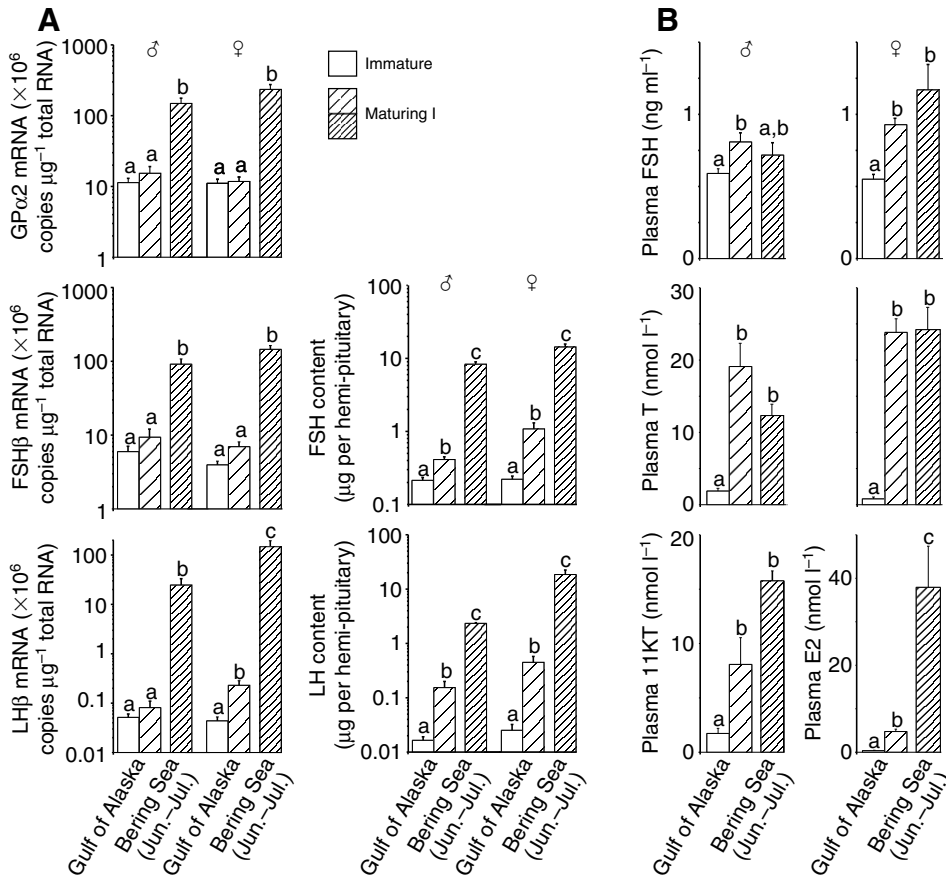 A
♂ ♀
GPα2 mRNA (×10⁶
copies µg⁻¹ total RNA)
1000
100
10
1
a a b a a b
Immature
Maturing I
FSHβ mRNA (×10⁶
copies µg⁻¹ total RNA)
1000
100
10
1
a a b a a b
LHβ mRNA (×10⁶
copies µg⁻¹ total RNA)
100
10
1
0.1
0.01
a a b a b c
Gulf of Alaska
Bering Sea
(Jun.–Jul.)
Gulf of Alaska
Bering Sea
(Jun.–Jul.)
♂ ♀
FSH content
(µg per hemi-pituitary)
100
10
1
0.1
a b c a b c
LH content
(µg per hemi-pituitary)
100
10
1
0.1
0.01
a b c a b c
Gulf of Alaska
Bering Sea
(Jun.–Jul.)
Gulf of Alaska
Bering Sea
(Jun.–Jul.)
B
♂ ♀
Plasma FSH (ng ml⁻¹)
1
0
a b a,b
1
0
a b b
Plasma T (nmol l⁻¹)
30
20
10
0
a b b
a b b
Plasma 11KT (nmol l⁻¹)
20
10
0
a b b
Gulf of Alaska
Bering Sea
(Jun.–Jul.)
Plasma E2 (nmol l⁻¹)
40
20
0
a b c
Gulf of Alaska
Bering Sea
(Jun.–Jul.)